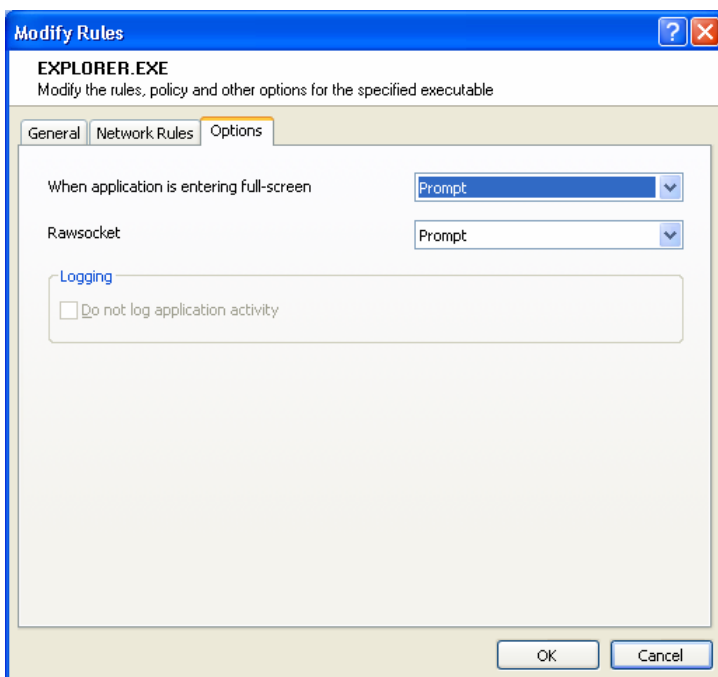 Modify Rules
EXPLORER.EXE
Modify the rules, policy and other options for the specified executable
General Network Rules Options
When application is entering full-screen Prompt
Rawsocket Prompt
Logging
Do not log application activity
OK Cancel